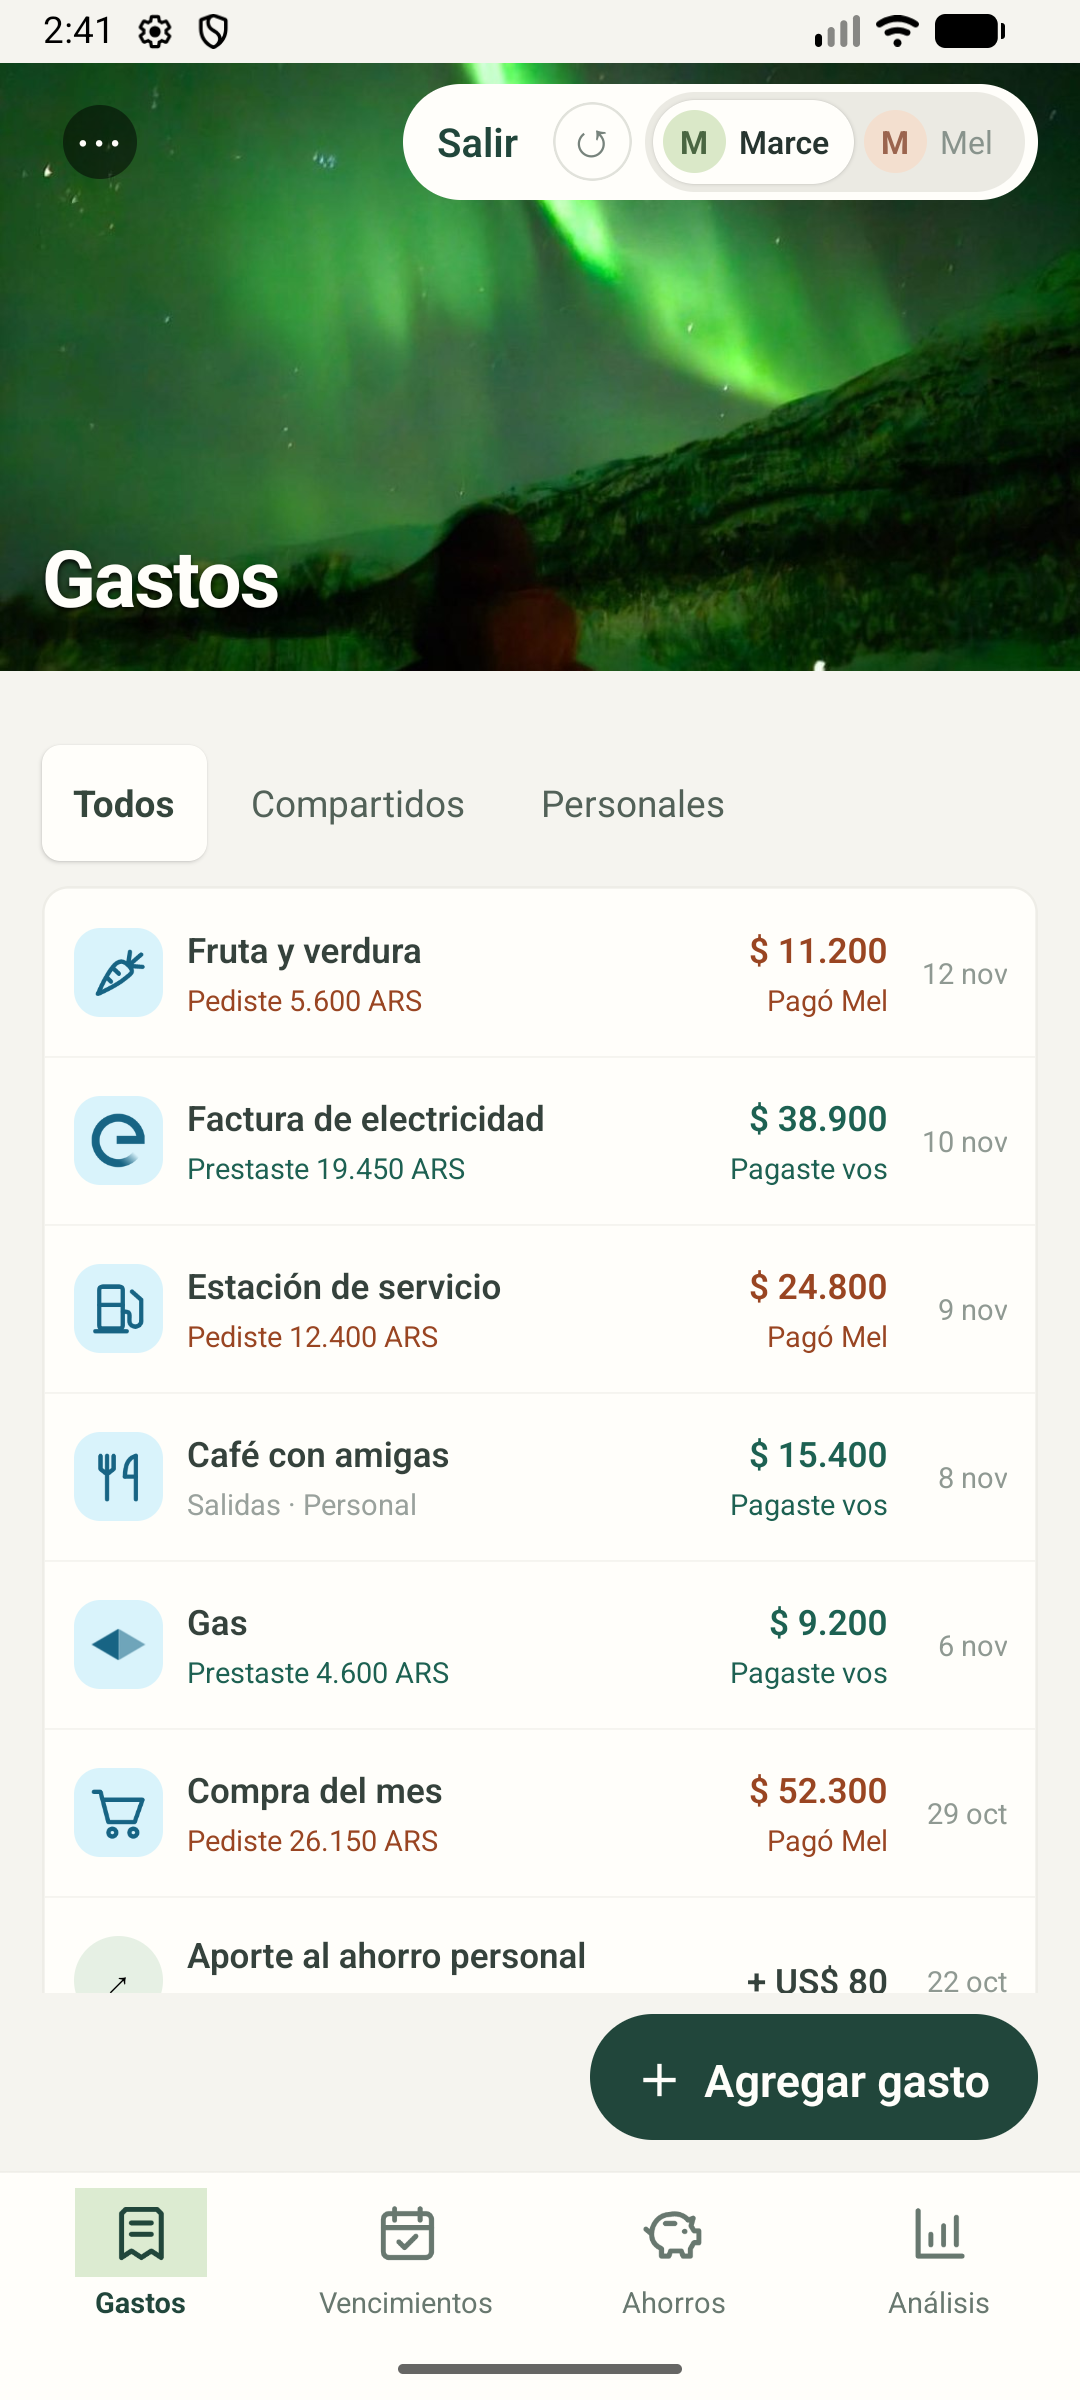 2:41
Salir
M Marce
M Mel
Gastos
Todos
Compartidos
Personales
Fruta y verdura
$ 11.200
12 nov
Pediste 5.600 ARS
Pagó Mel
Factura de electricidad
$ 38.900
10 nov
Prestaste 19.450 ARS
Pagaste vos
Estación de servicio
$ 24.800
9 nov
Pediste 12.400 ARS
Pagó Mel
Café con amigas
$ 15.400
8 nov
Salidas · Personal
Pagaste vos
Gas
$ 9.200
6 nov
Prestaste 4.600 ARS
Pagaste vos
Compra del mes
$ 52.300
29 oct
Pediste 26.150 ARS
Pagó Mel
Aporte al ahorro personal
+ US$ 80
22 oct
+ Agregar gasto
Gastos
Vencimientos
Ahorros
Análisis